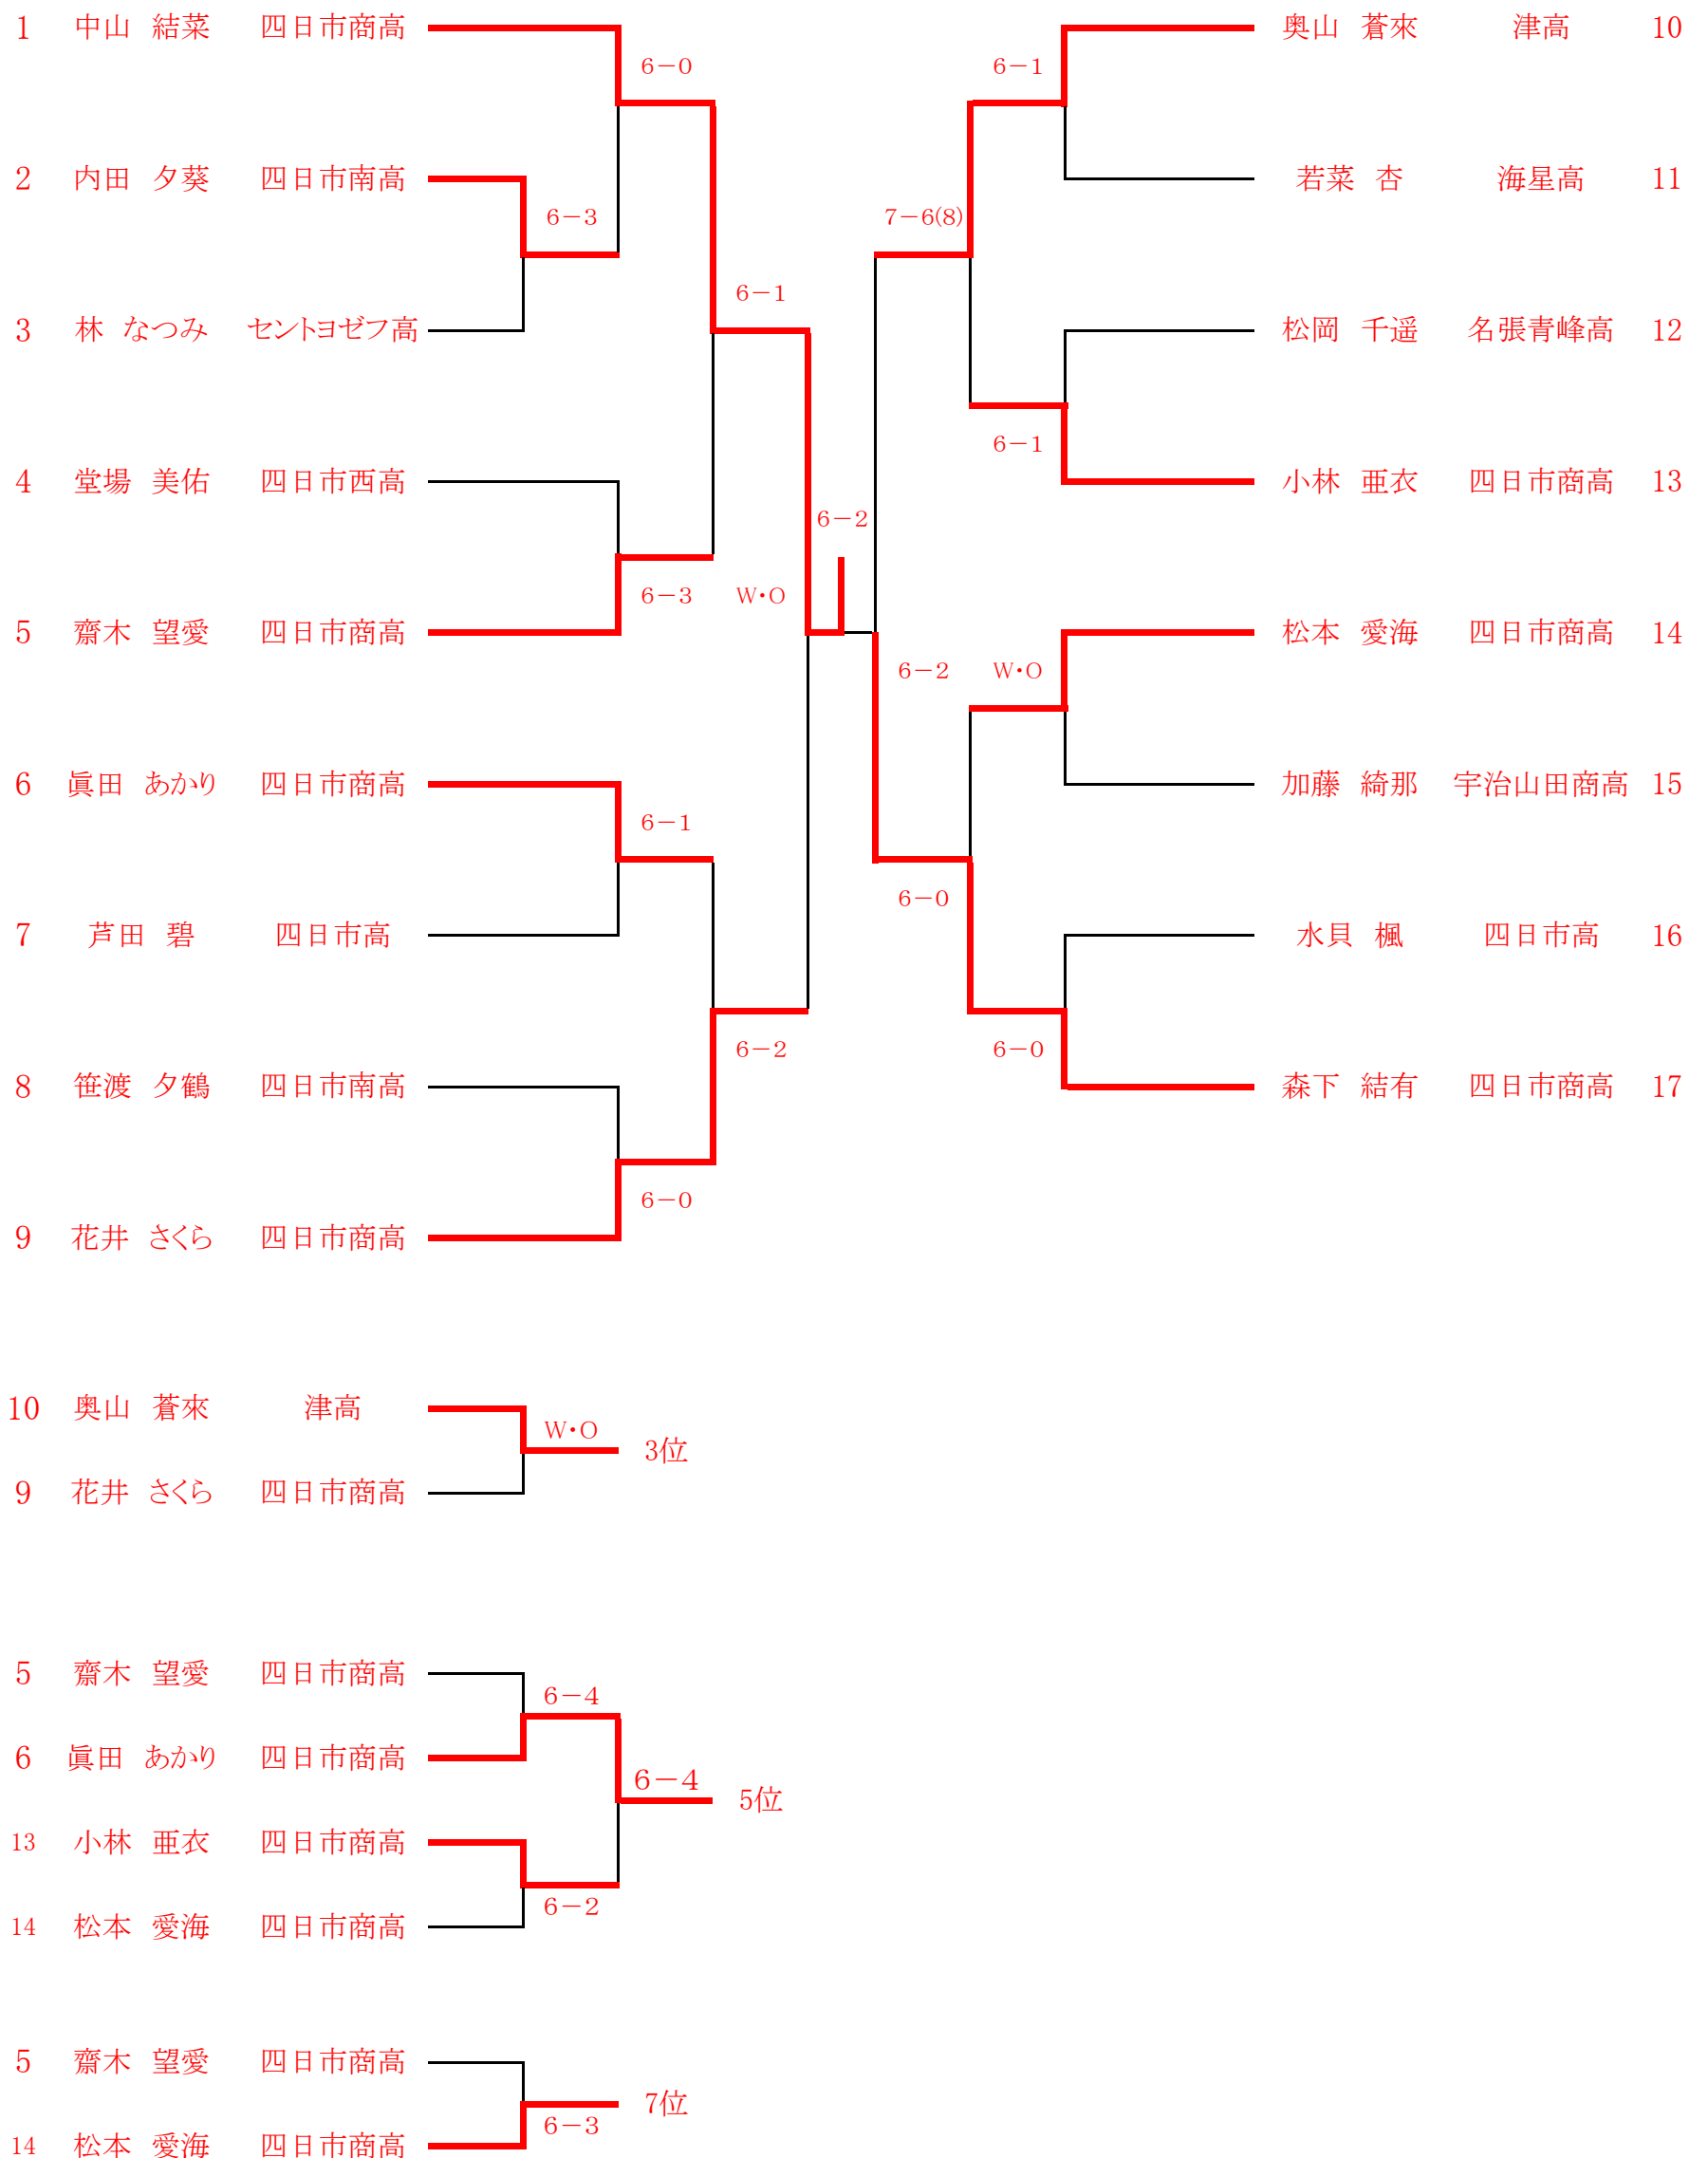 1 中山 結菜 四日市商高 奥山 蒼來 津高 10
6－0 6－1
2 内田 夕葵 四日市南高 若菜 杏 海星高 11
6－3 7－6(8)
6－1
3 林 なつみ セントヨゼフ高 松岡 千遥 名張青峰高 12
6－1
4 堂場 美佑 四日市西高 小林 亜衣 四日市商高 13
6－2
6－3 W・O
5 齋木 望愛 四日市商高 松本 愛海 四日市商高 14
6－2 W・O
6 眞田 あかり 四日市商高 加藤 綺那 宇治山田商高 15
6－1
6－0
7 芦田 碧 四日市高 水貝 楓 四日市高 16
6－2 6－0
8 笹渡 夕鶴 四日市南高 森下 結有 四日市商高 17
6－0
9 花井 さくら 四日市商高
10 奥山 蒼來 津高
W・O 3位
9 花井 さくら 四日市商高
5 齋木 望愛 四日市商高
6－4
6 眞田 あかり 四日市商高
6－4 5位
13 小林 亜衣 四日市商高
6－2
14 松本 愛海 四日市商高
5 齋木 望愛 四日市商高
6－3 7位
14 松本 愛海 四日市商高